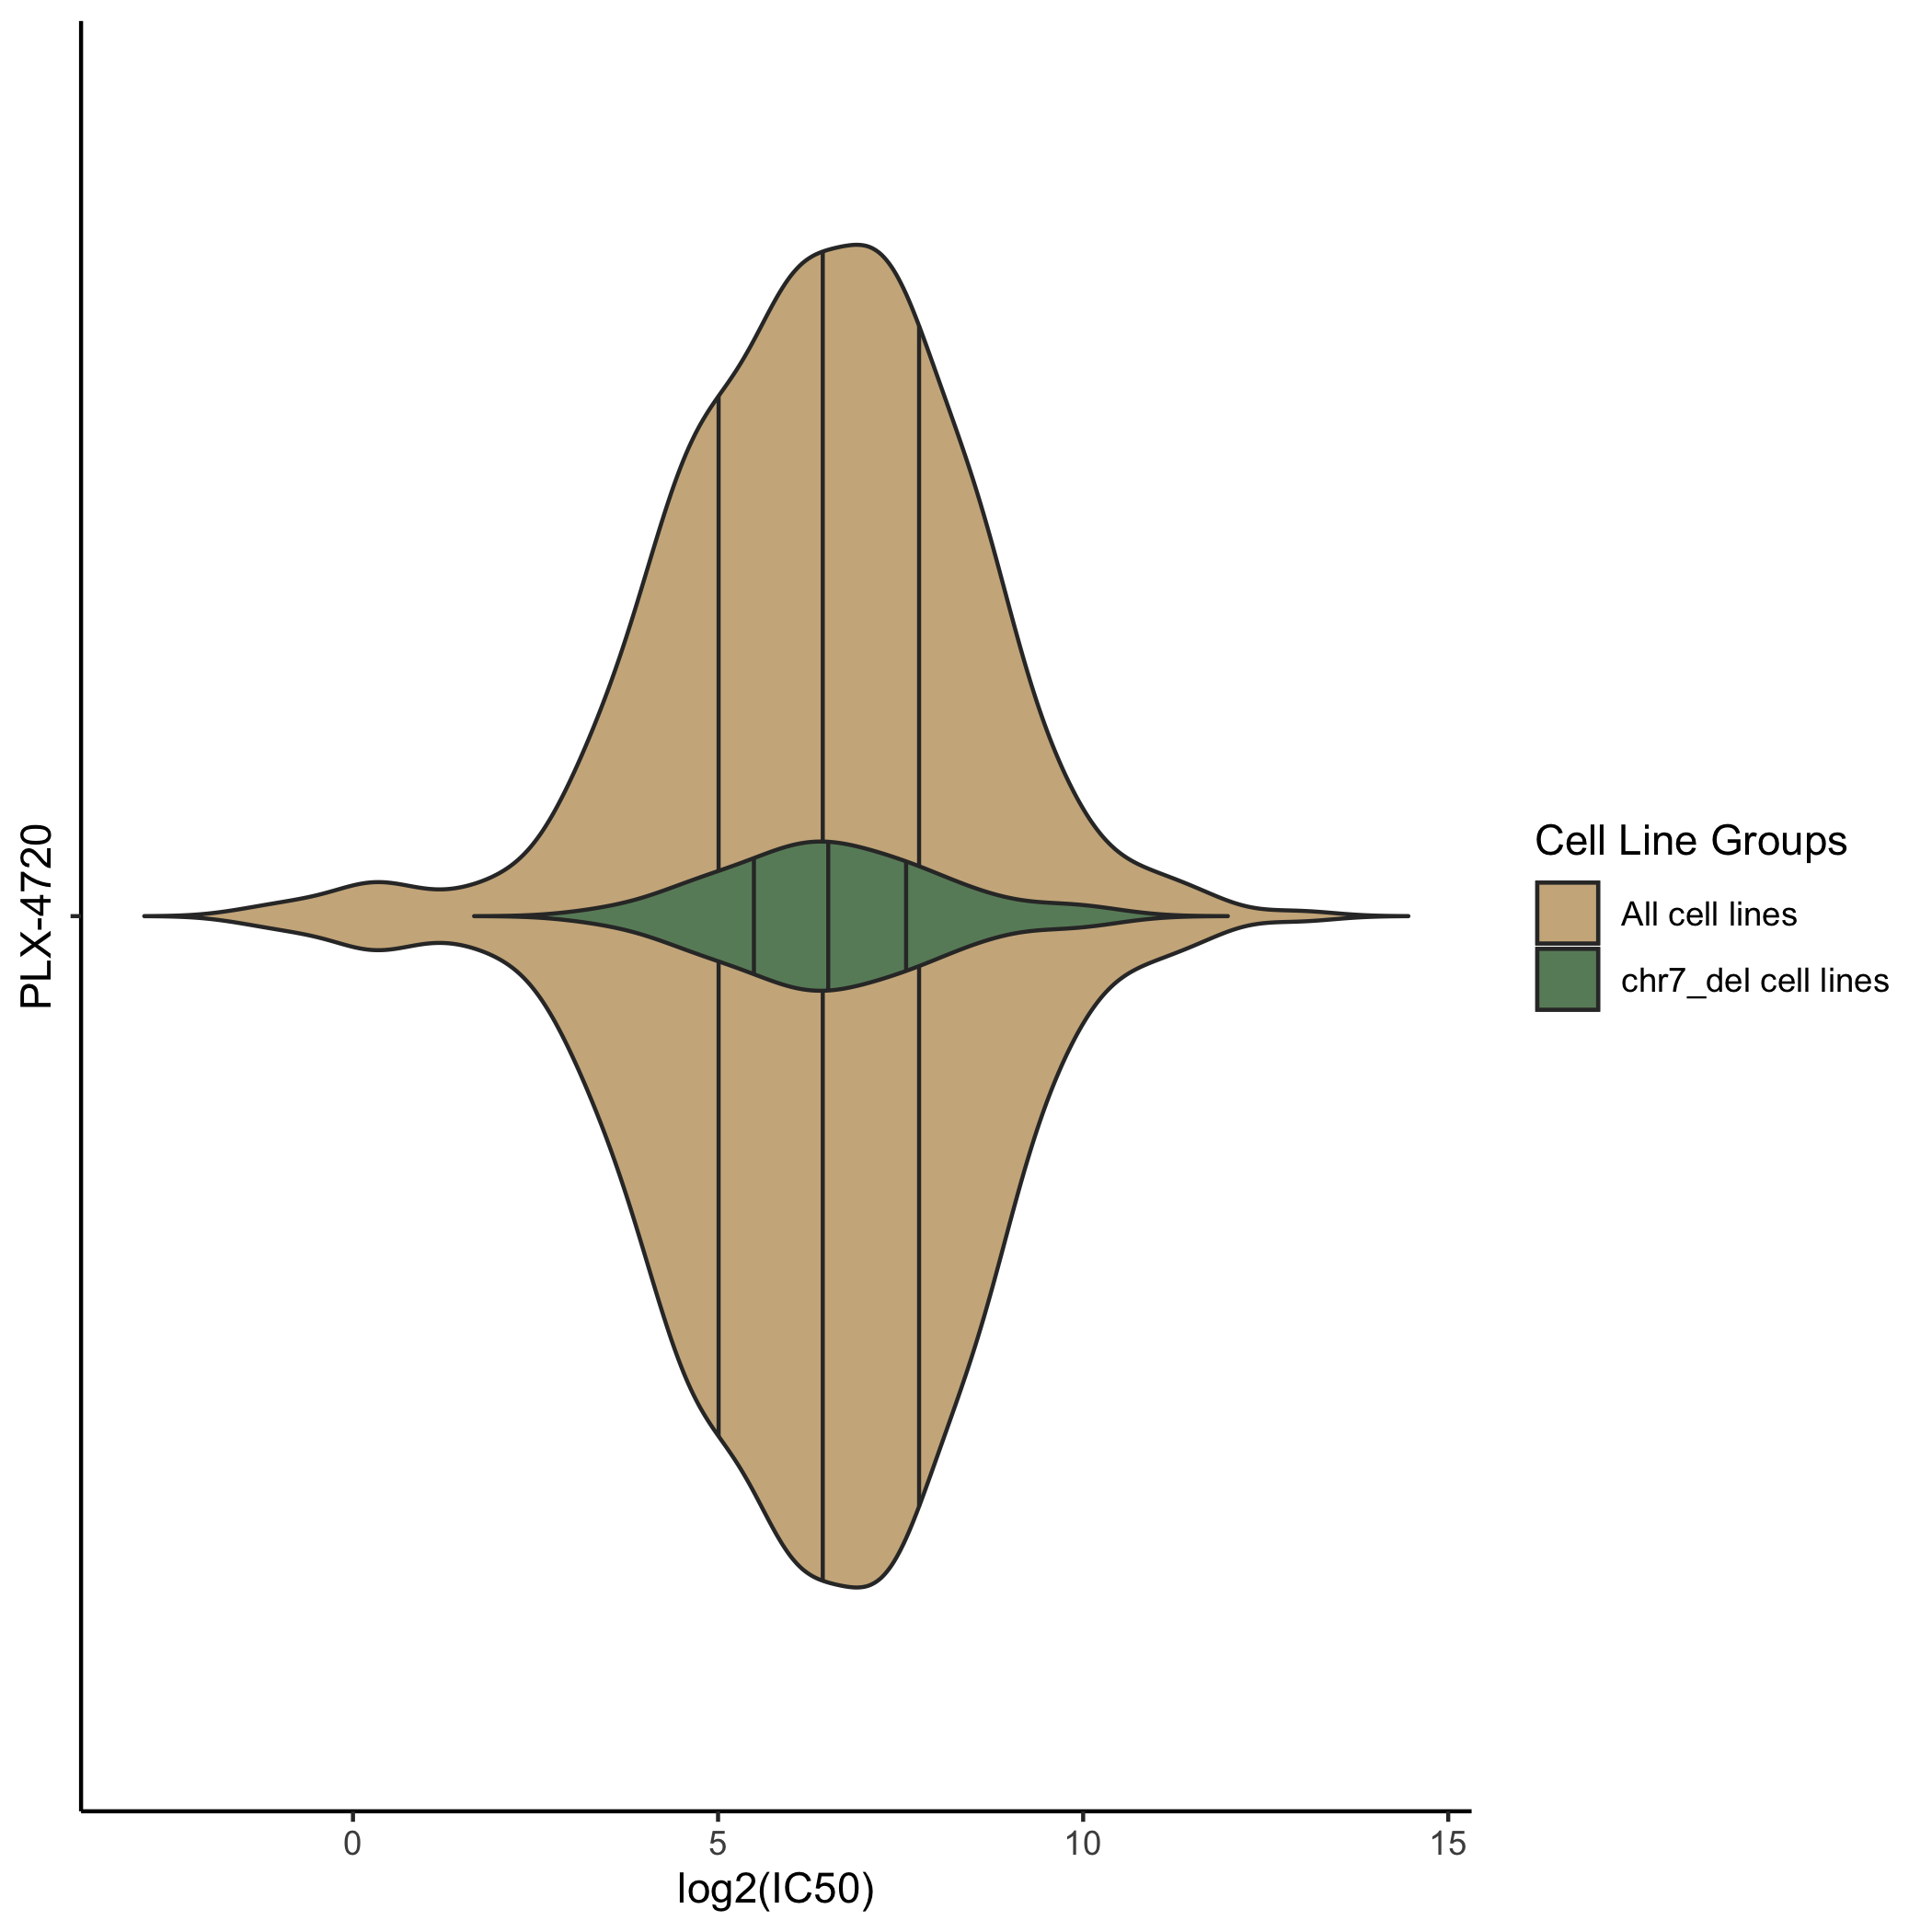 PLX-4720
0
5
10
15
log2(IC50)
Cell Line Groups
All cell lines
chr7_del cell lines